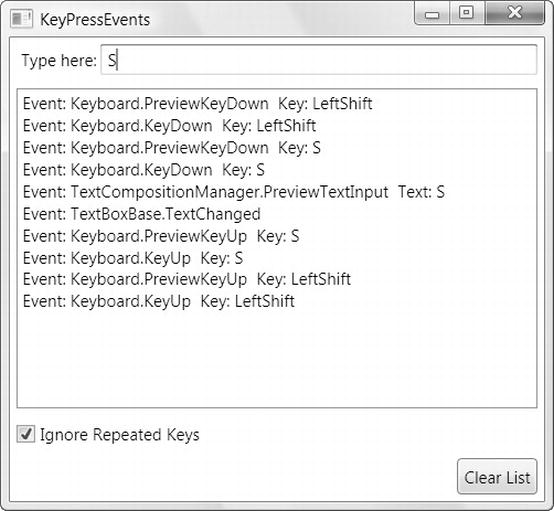 KeyPressEvents
Type here: S
Event: Keyboard.PreviewKeyDown  Key: LeftShift
Event: Keyboard.KeyDown  Key: LeftShift
Event: Keyboard.PreviewKeyDown  Key: S
Event: Keyboard.KeyDown  Key: S
Event: TextCompositionManager.PreviewTextInput  Text: S
Event: TextBoxBase.TextChanged
Event: Keyboard.PreviewKeyUp  Key: S
Event: Keyboard.KeyUp  Key: S
Event: Keyboard.PreviewKeyUp  Key: LeftShift
Event: Keyboard.KeyUp  Key: LeftShift
Ignore Repeated Keys
Clear List